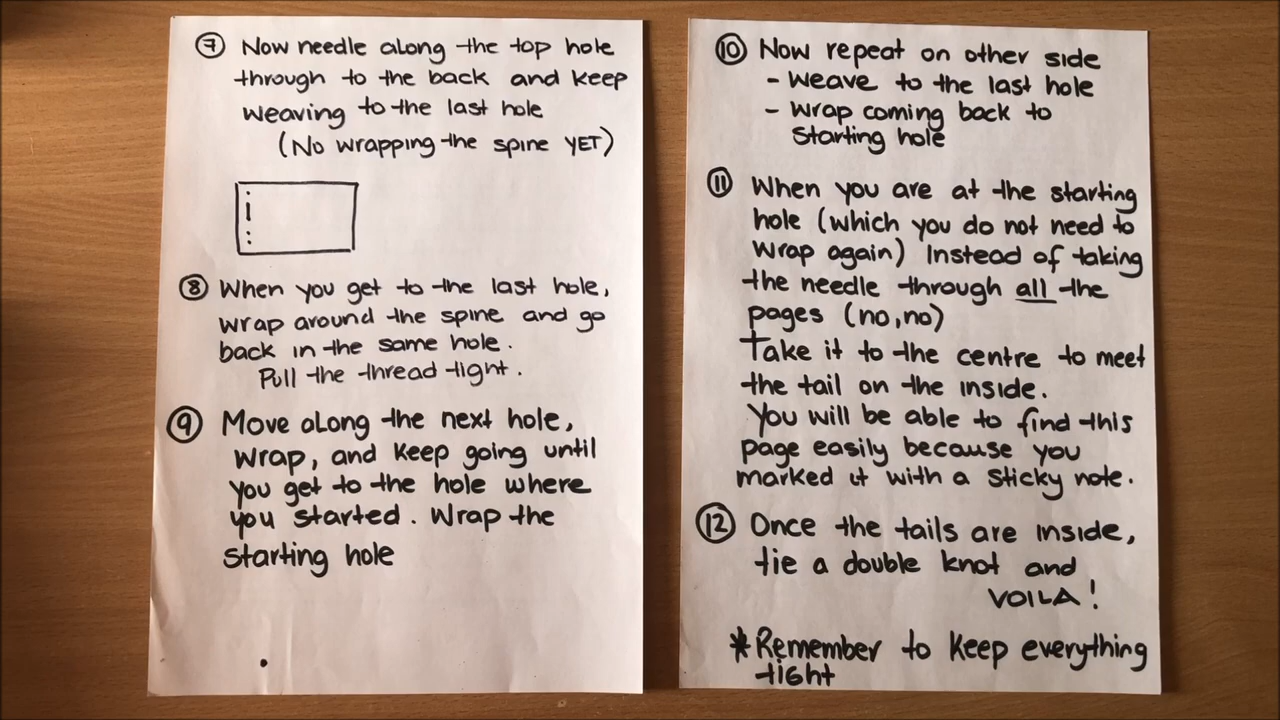 ⑦ Now needle along the top hole
through to the back and keep
weaving to the last hole
(No wrapping the spine YET)
⑧ When you get to the last hole,
wrap around the spine and go
back in the same hole.
Pull the thread tight.
⑨ Move along the next hole,
wrap, and keep going until
you get to the hole where
you started. Wrap the
starting hole
⑩ Now repeat on other side
- weave to the last hole
- wrap coming back to
starting hole
⑪ When you are at the starting
hole (which you do not need to
wrap again) Instead of taking
the needle through all the
pages (no,no)
Take it to the centre to meet
the tail on the inside.
You will be able to find this
page easily because you
marked it with a sticky note.
⑫ Once the tails are inside,
tie a double knot and
VOILA!
*Remember to keep everything
tight